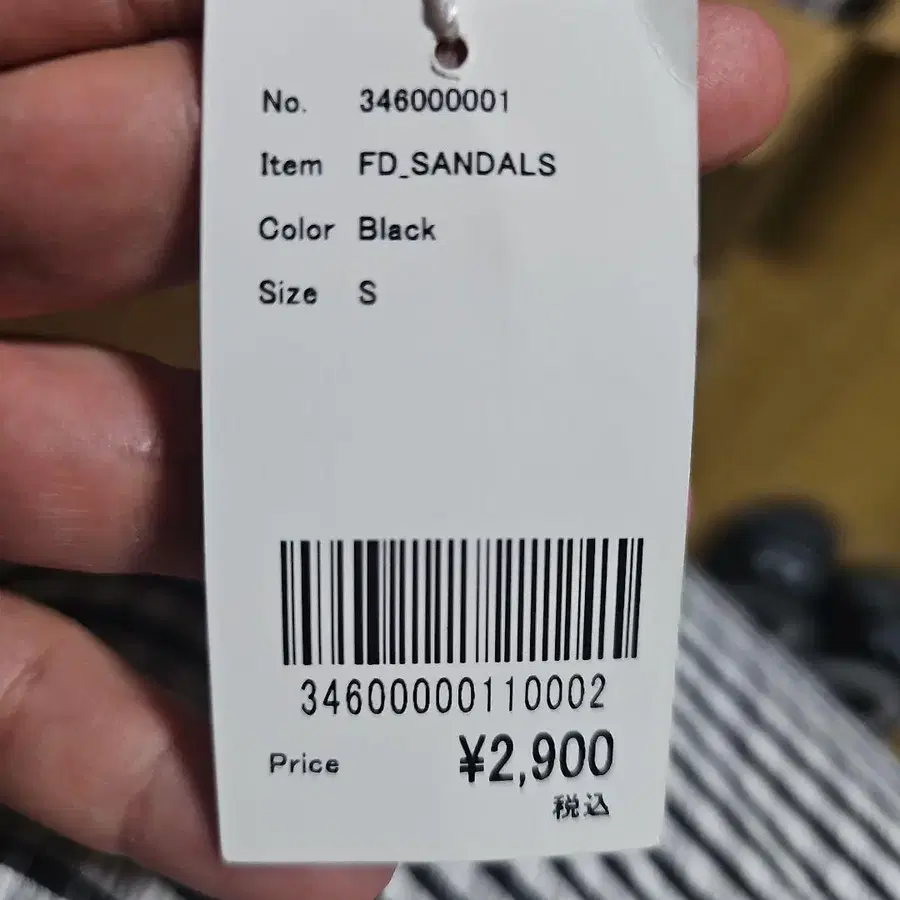 No. 346000001
Item FD_SANDALS
Color Black
Size S
34600000110002
Price ¥2,900
税込